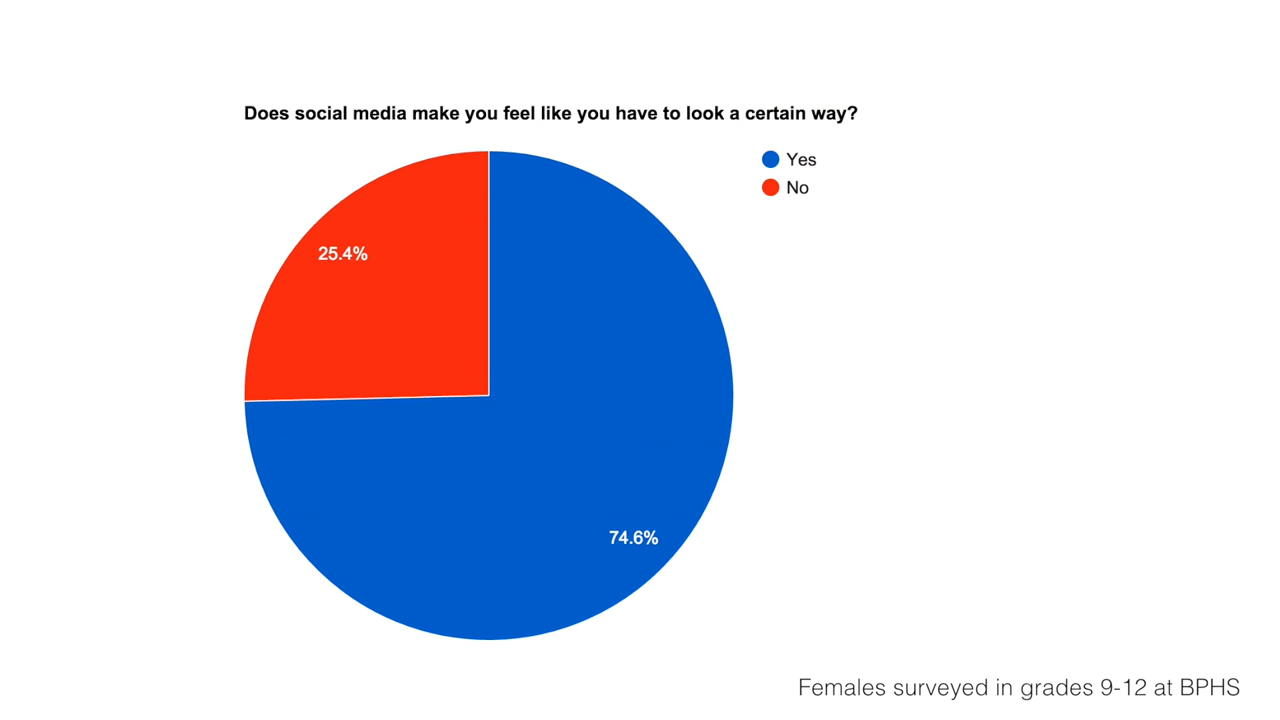 Does social media make you feel like you have to look a certain way?
Yes
No
25.4%
74.6%
Females surveyed in grades 9-12 at BPHS